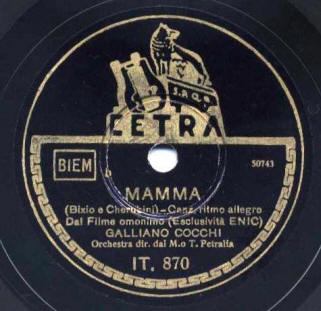 S.P.Q.R.
CETRA
BIEM
50743
MAMMA
(Bixio e Cherubini) - Canz. ritmo allegro
Dal Filme omonimo (Esclusività ENIC)
GALLIANO COCCHI
Orchestra dir. dal M.o T. Petralia
IT. 870